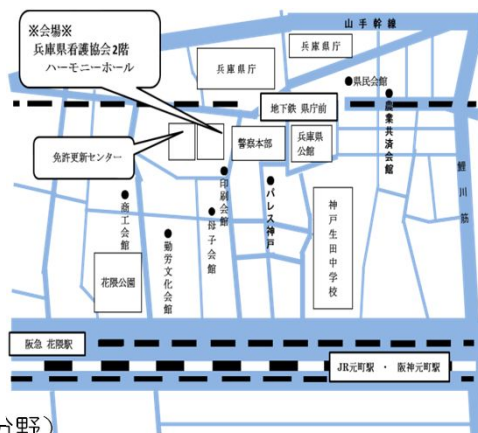 ※会場※
兵庫県看護協会2階
ハーモニーホール
山手幹線
兵庫県庁
兵庫県庁
●県民会館
地下鉄 県庁前
●農業共済会館
免許更新センター
警察本部
兵庫県
公館
鯉川筋
●印刷会館
●パレス神戸
●商工会館
●母子会館
神戸生田中学校
●勤労文化会館
花隈公園
阪急 花隈駅
JR元町駅 ・ 阪神元町駅
谷野)